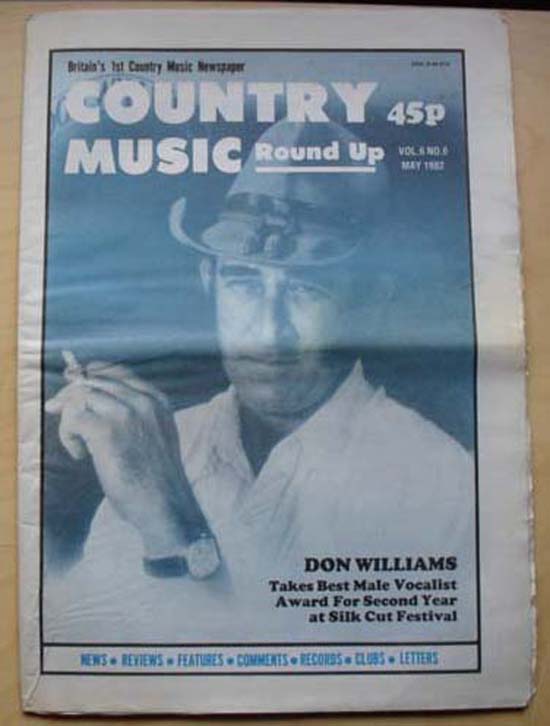 Britain's 1st Country Music Newspaper
COUNTRY 45p
MUSIC Round Up
VOL.6 NO.6
MAY 1982
DON WILLIAMS
Takes Best Male Vocalist
Award For Second Year
at Silk Cut Festival
NEWS • REVIEWS • FEATURES • COMMENTS • RECORDS • CLUBS • LETTERS